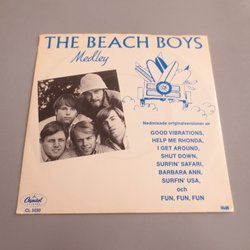 THE BEACH BOYS
Medley
Nedmixade originalversioner av
GOOD VIBRATIONS,
HELP ME RHONDA,
I GET AROUND,
SHUT DOWN,
SURFIN' SAFARI,
BARBARA ANN,
SURFIN' USA,
och
FUN, FUN, FUN
Capitol